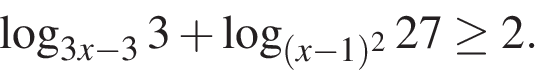 log_{3x−3} 3 + log_{(x−1)^2} 27 ≥ 2.